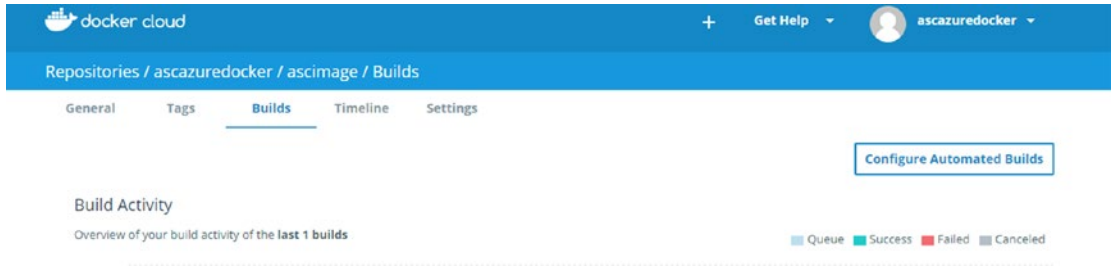 docker cloud + Get Help ascazuredocker
Repositories / ascazuredocker / ascimage / Builds
General Tags Builds Timeline Settings
Configure Automated Builds
Build Activity
Overview of your build activity of the last 1 builds Queue Success Failed Canceled